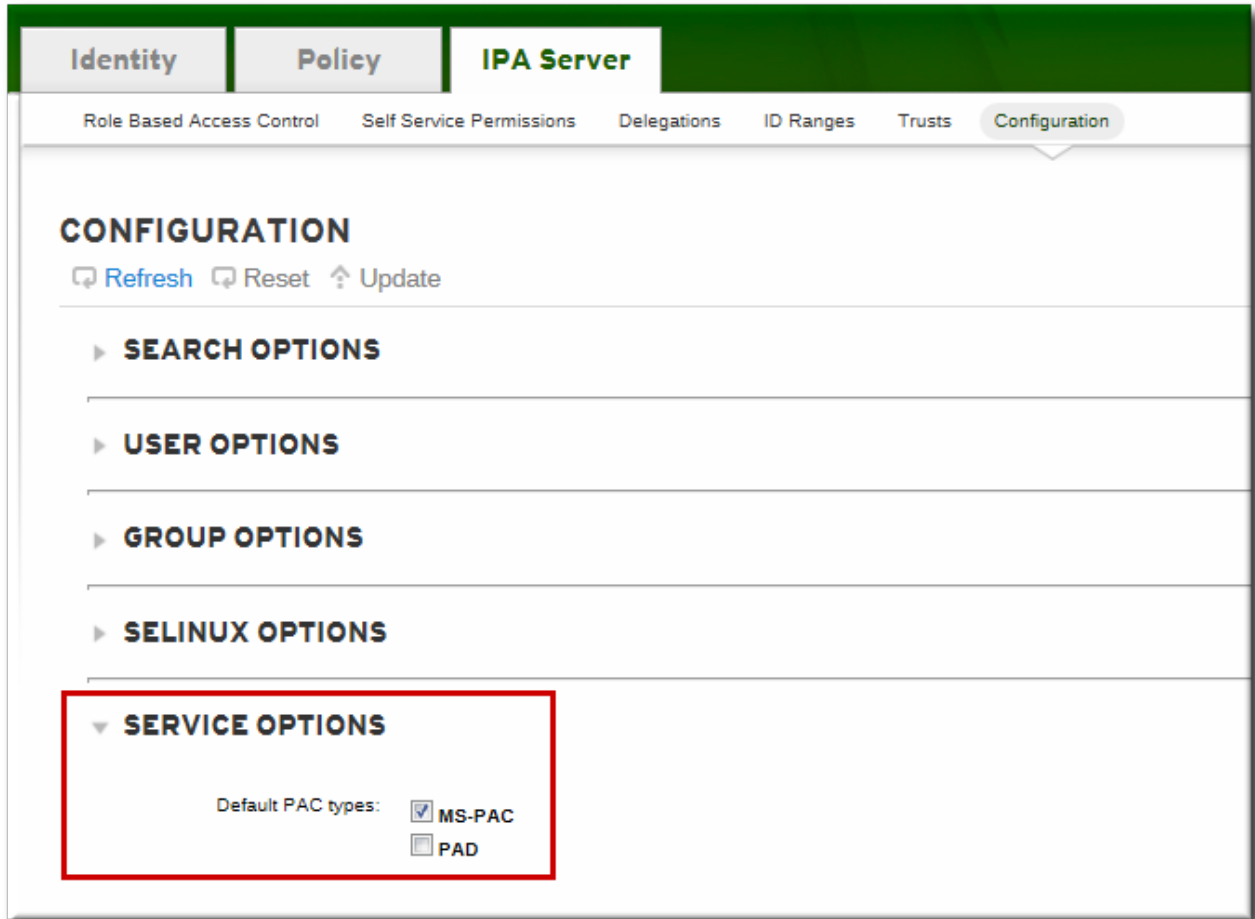 Identity Policy IPA Server
Role Based Access Control Self Service Permissions Delegations ID Ranges Trusts Configuration
CONFIGURATION
Refresh Reset Update
SEARCH OPTIONS
USER OPTIONS
GROUP OPTIONS
SELINUX OPTIONS
SERVICE OPTIONS
Default PAC types: MS-PAC
PAD